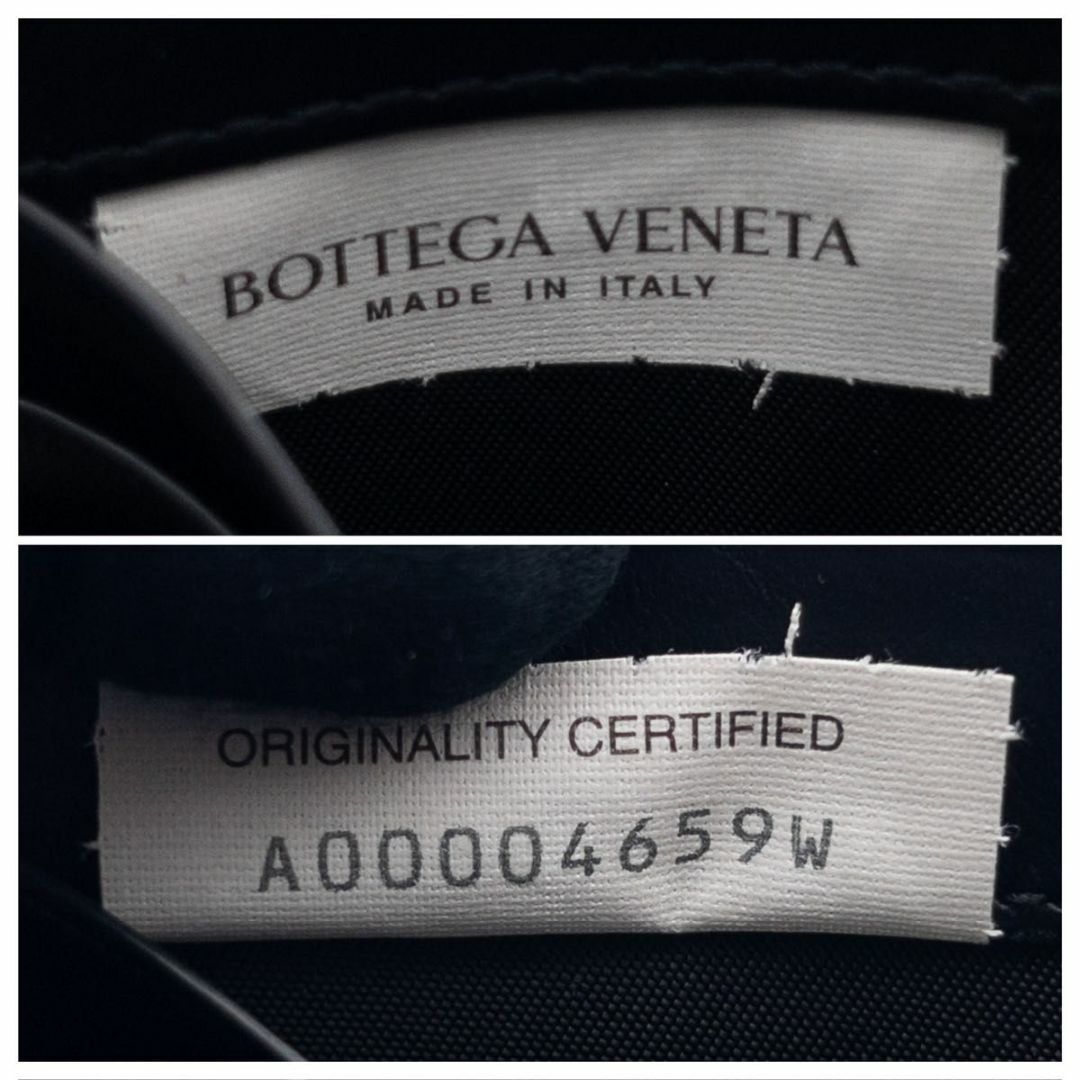 BOTTEGA VENETA
MADE IN ITALY
ORIGINALITY CERTIFIED
A00004659W